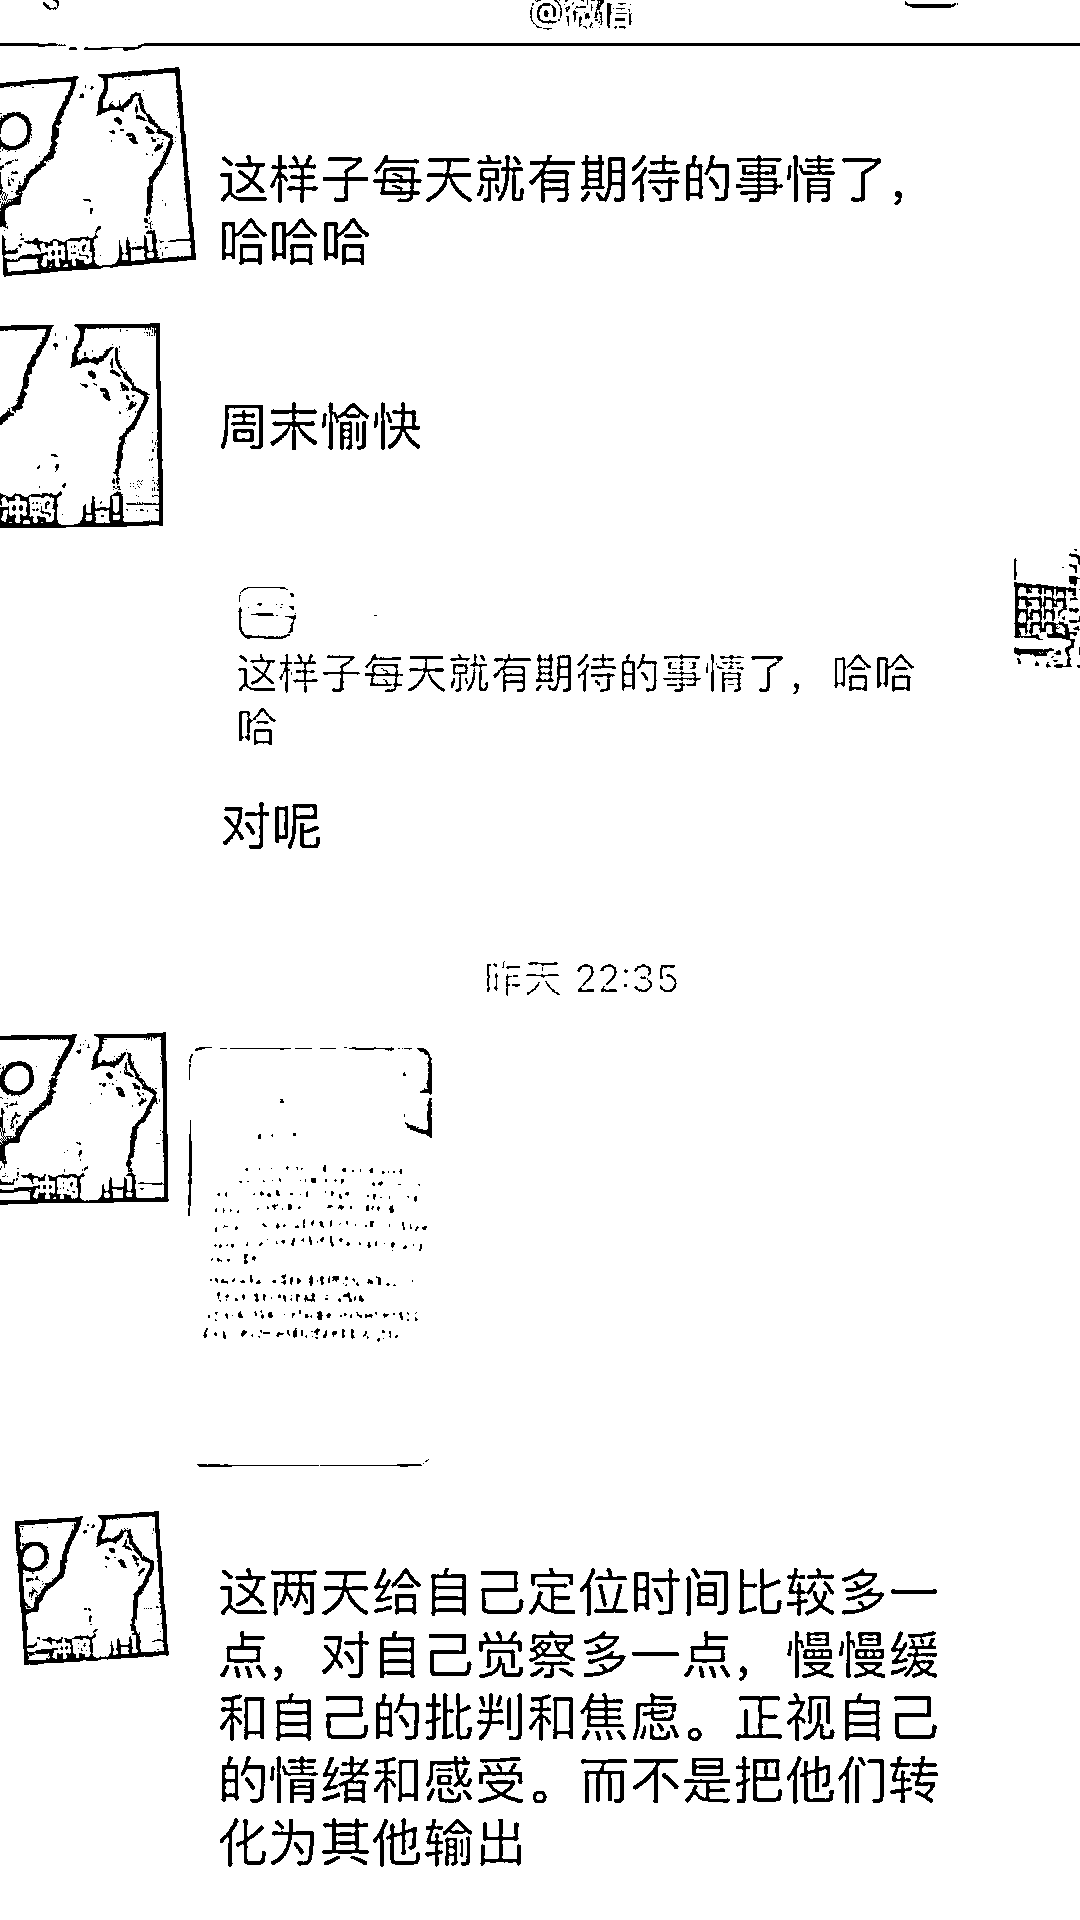 @微信
这样子每天就有期待的事情了，
哈哈哈
周末愉快
这样子每天就有期待的事情了，哈哈
哈
对呢
昨天 22:35
这两天给自己定位时间比较多一
点，对自己觉察多一点，慢慢缓
和自己的批判和焦虑。正视自己
的情绪和感受。而不是把他们转
化为其他输出